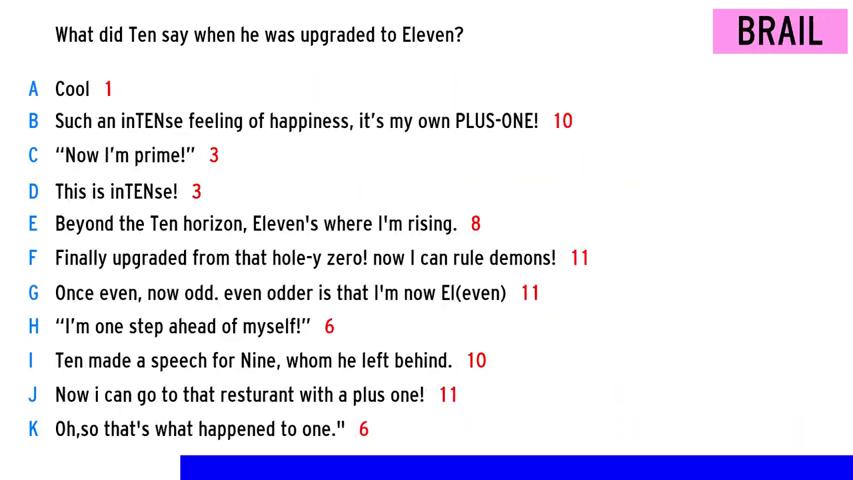 What did Ten say when he was upgraded to Eleven?
BRAIL
A Cool 1
B Such an inTENse feeling of happiness, it's my own PLUS-ONE! 10
C “Now I'm prime!” 3
D This is inTENse! 3
E Beyond the Ten horizon, Eleven's where I'm rising. 8
F Finally upgraded from that hole-y zero! now I can rule demons! 11
G Once even, now odd. even odder is that I'm now El(even) 11
H “I'm one step ahead of myself!” 6
I Ten made a speech for Nine, whom he left behind. 10
J Now i can go to that resturant with a plus one! 11
K Oh,so that's what happened to one." 6